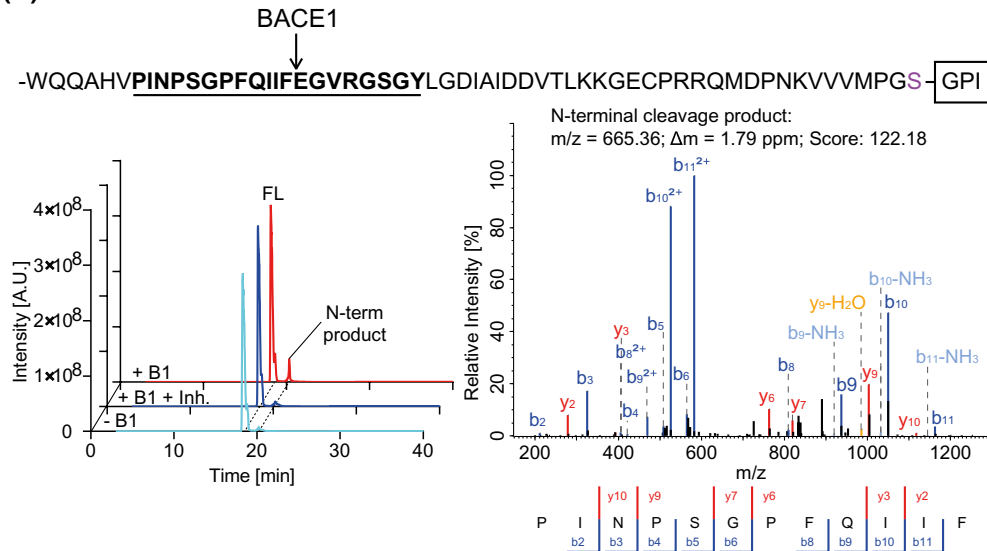 BACE1
-WQQAHVPINPSGPFQIIFEGVRGSGYLGDIAIDDVTLKKGECPRRQMDPNKVVVMPGS-GPI
N-terminal cleavage product:
m/z = 665.36; Δm = 1.79 ppm; Score: 122.18
Intensity [A.U.]
4×10⁸
3×10⁸
2×10⁸
1×10⁸
0
FL
N-term
product
+ B1
+ B1 + Inh.
- B1
0 10 20 30 40
Time [min]
Relative Intensity [%]
100
80
60
40
20
0
b₂
y₂
b₃
y₃
b₈²⁺
b₄
b₉²⁺
b₅
b₁₀²⁺
b₁₁²⁺
b₆
y₆
b₈
y₇
b₉-NH₃
b9
y₉-H₂O
y₉
b₁₀-NH₃
b₁₀
y₁₀
b₁₁-NH₃
b₁₁
200 400 600 800 1000 1200
m/z
y10 y9 y7 y6 y3 y2
P I N P S G P F Q I I F
b2 b3 b4 b5 b6 b8 b9 b10 b11